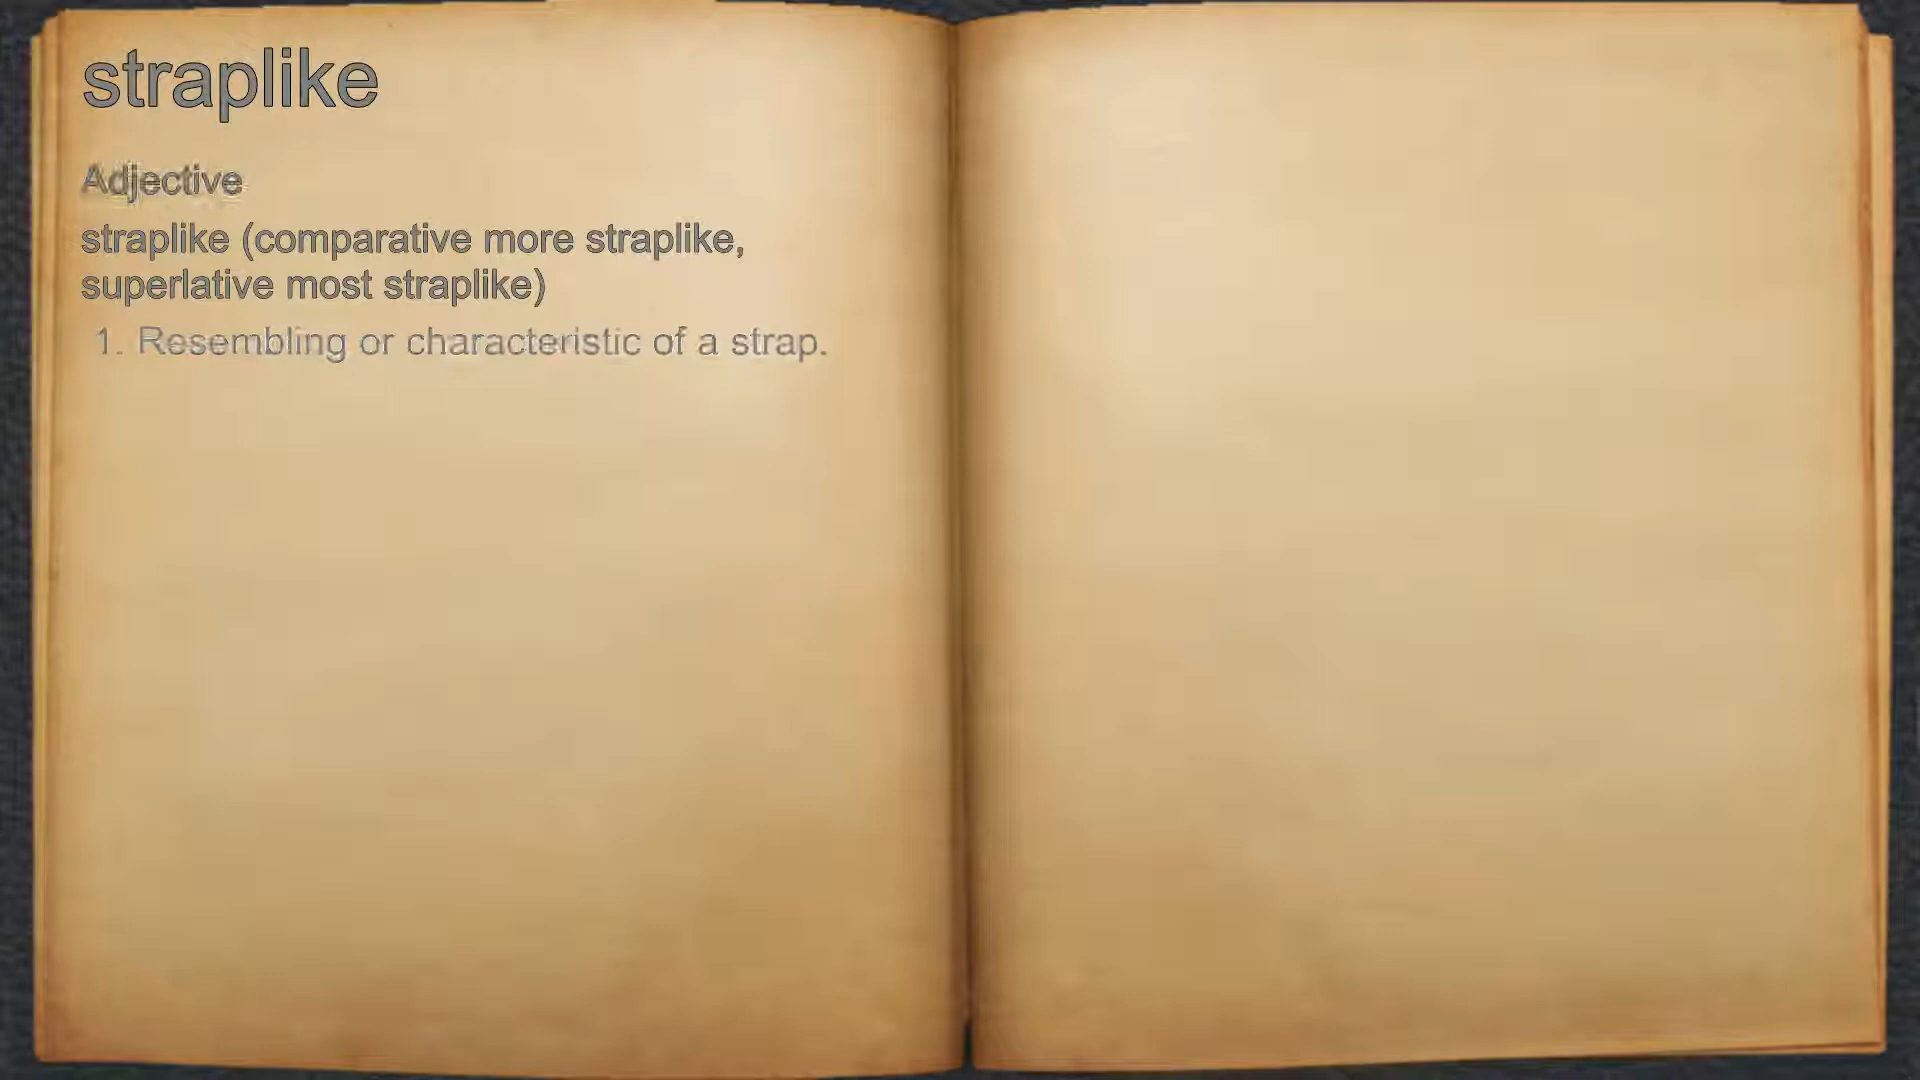 straplike
Adjective
straplike (comparative more straplike,
superlative most straplike)
1. Resembling or characteristic of a strap.